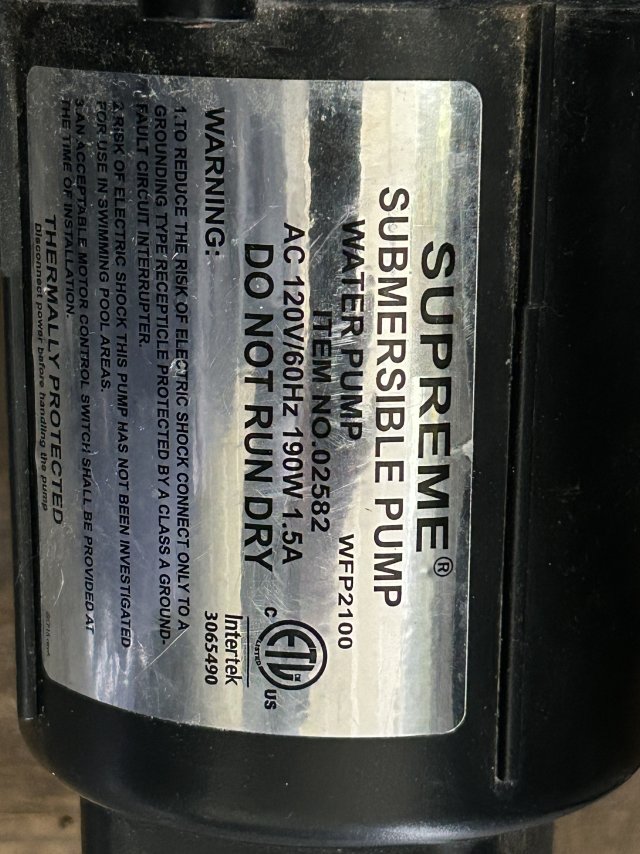 SUPREME®
SUBMERSIBLE PUMP
WATER PUMP WFP2100
ITEM NO.02582
AC 120V/60Hz 190W 1.5A
DO NOT RUN DRY
ETL
LISTED
C US
Intertek
3065490
WARNING:
1.TO REDUCE THE RISK OF ELECTRIC SHOCK CONNECT ONLY TO A
GROUNDING TYPE RECEPTICLE PROTECTED BY A CLASS A GROUND-
FAULT CIRCUIT INTERRUPTER.
2.RISK OF ELECTRIC SHOCK THIS PUMP HAS NOT BEEN INVESTIGATED
FOR USE IN SWIMMING POOL AREAS.
3.AN ACCEPTABLE MOTOR CONTROL SWITCH SHALL BE PROVIDED AT
THE TIME OF INSTALLATION.
THERMALLY PROTECTED
Disconnect power before handling the pump